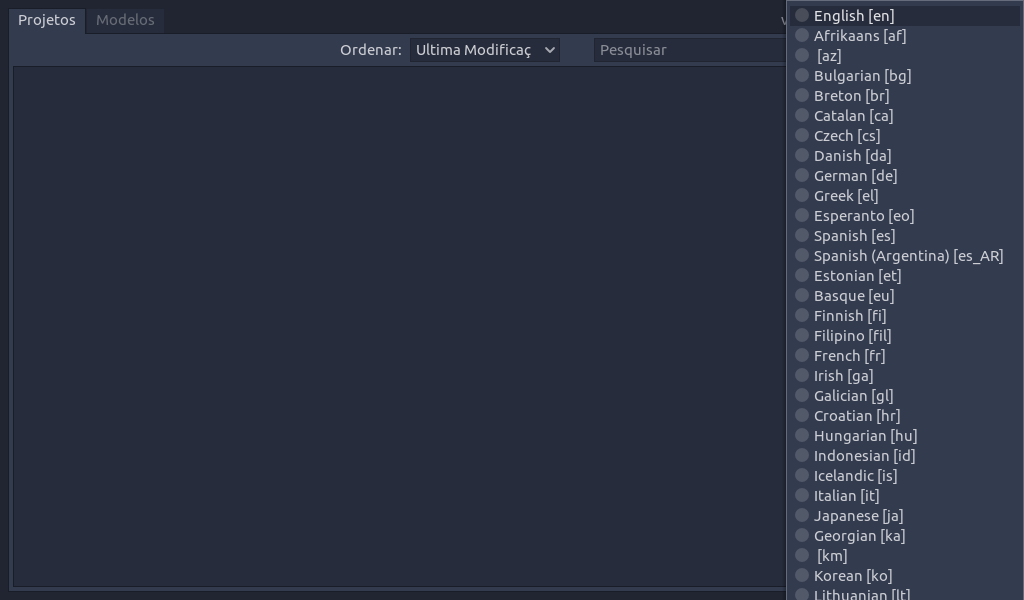 Projetos
Modelos
Ordenar:
Ultima Modificaç
Pesquisar
English [en]
Afrikaans [af]
[az]
Bulgarian [bg]
Breton [br]
Catalan [ca]
Czech [cs]
Danish [da]
German [de]
Greek [el]
Esperanto [eo]
Spanish [es]
Spanish (Argentina) [es_AR]
Estonian [et]
Basque [eu]
Finnish [fi]
Filipino [fil]
French [fr]
Irish [ga]
Galician [gl]
Croatian [hr]
Hungarian [hu]
Indonesian [id]
Icelandic [is]
Italian [it]
Japanese [ja]
Georgian [ka]
[km]
Korean [ko]
Lithuanian [lt]